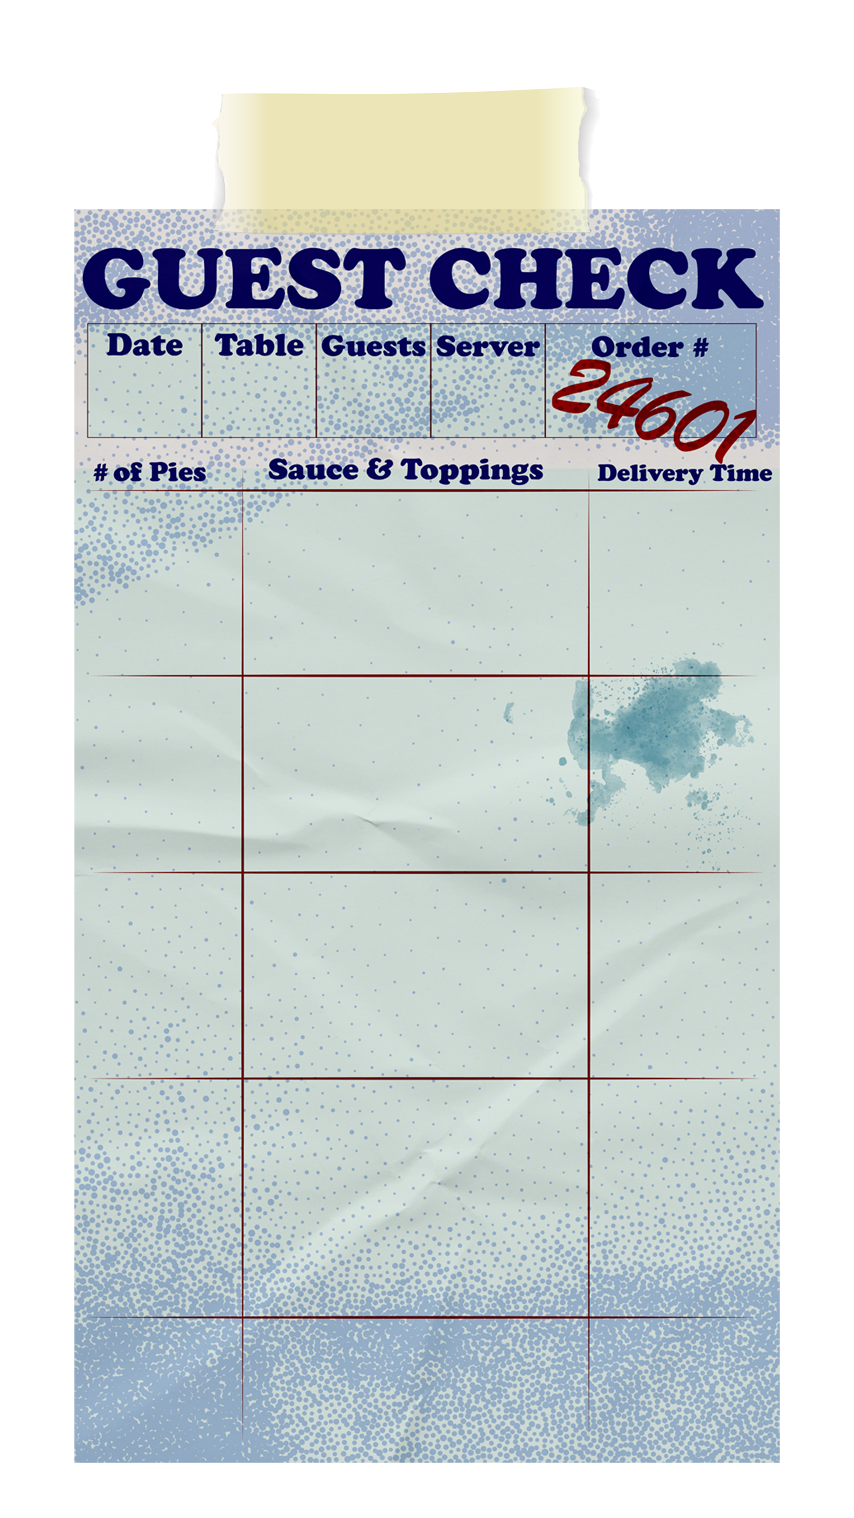 GUEST CHECK
Date Table Guests Server Order #
24601
# of Pies Sauce & Toppings Delivery Time